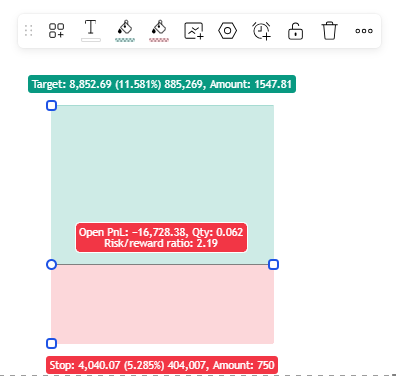 T
Target: 8,852.69 (11.581%) 885,269, Amount: 1547.81
Open PnL: −16,728.38, Qty: 0.062
Risk/reward ratio: 2.19
Stop: 4,040.07 (5.285%) 404,007, Amount: 750